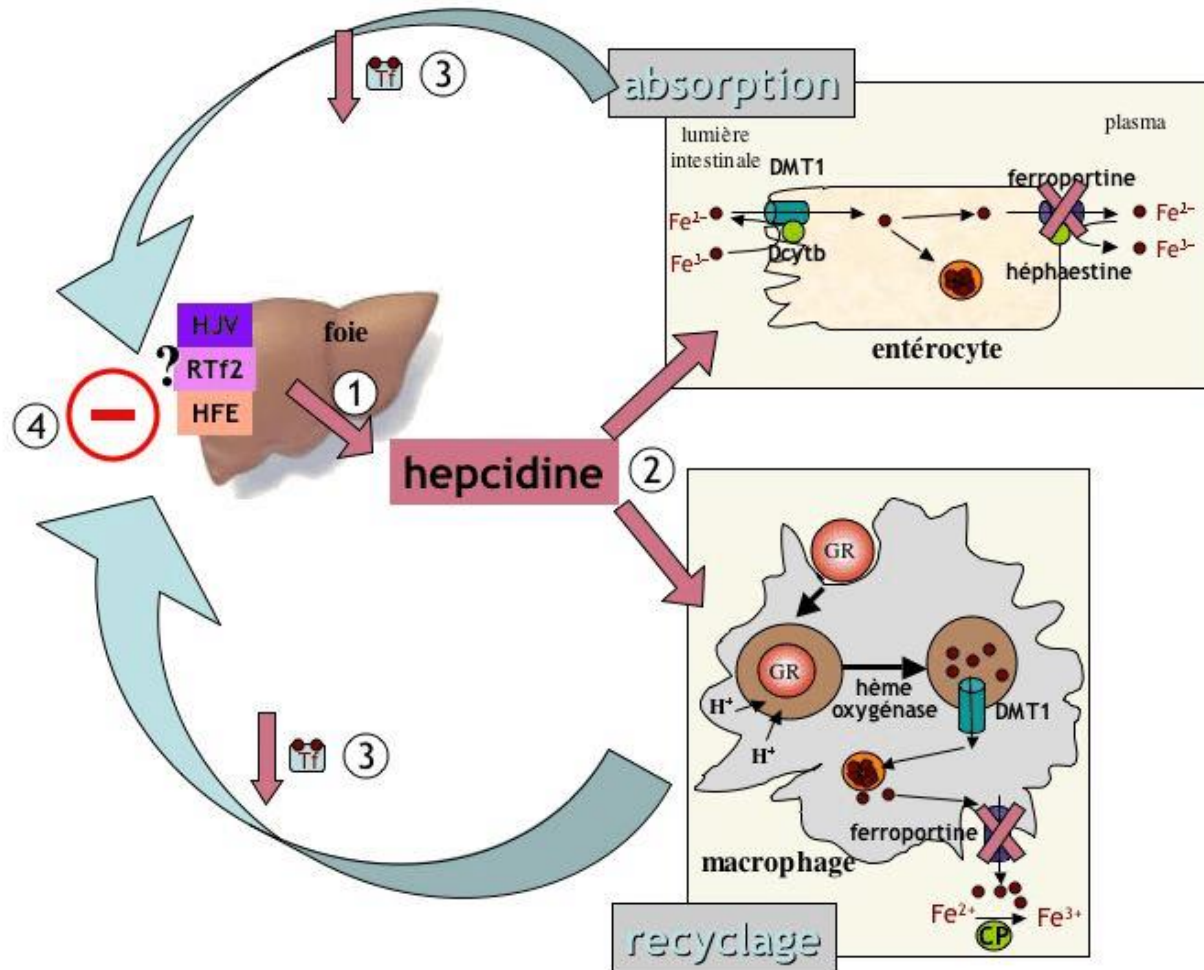 Tf
3
absorption
lumière
intestinale
plasma
DMT1
ferroportine
Fe²⁻
Fe³⁻
Dcytb
Fe²⁻
Fe³⁻
héphaestine
entérocyte
HJV
?
RTf2
HFE
foie
1
4
hepcidine
2
GR
GR
H⁺
H⁺
hème
oxygénase
DMT1
ferroportine
macrophage
Fe²⁺
Fe³⁺
CP
Tf
3
recyclage